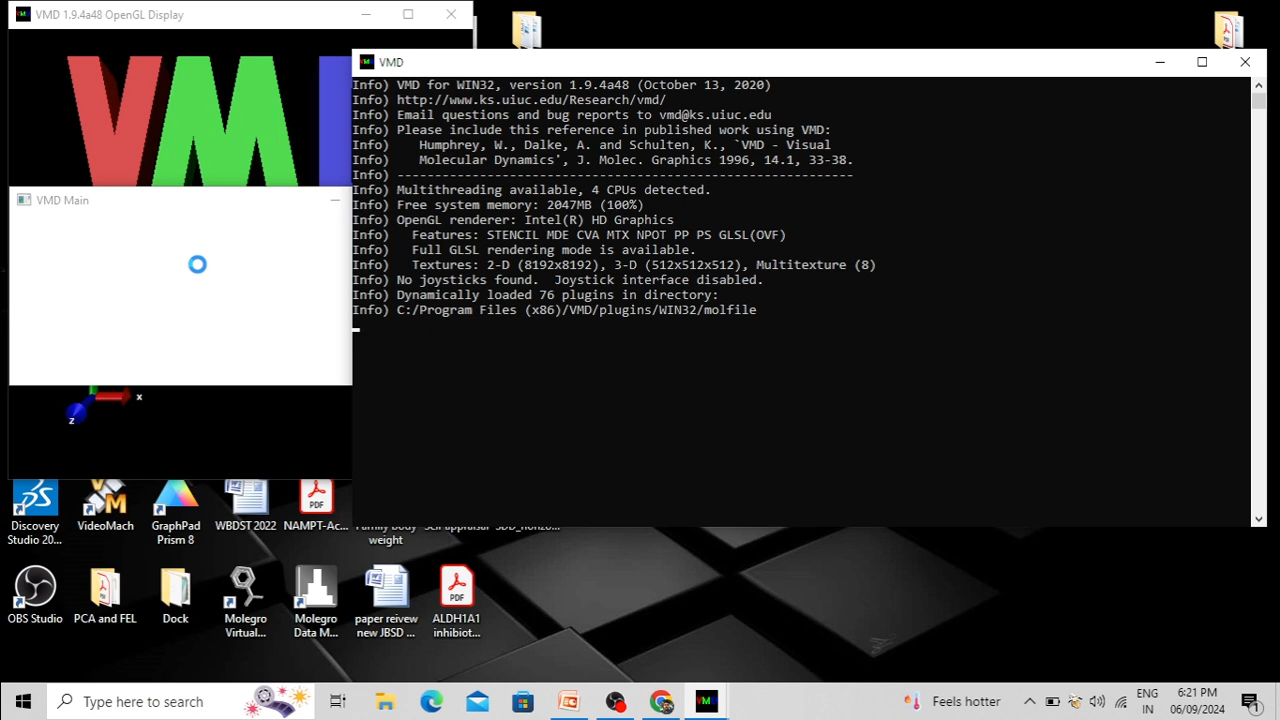 VMD 1.9.4a48 OpenGL Display
VMD
VMD
Info) VMD for WIN32, version 1.9.4a48 (October 13, 2020)
Info) http://www.ks.uiuc.edu/Research/vmd/
Info) Email questions and bug reports to vmd@ks.uiuc.edu
Info) Please include this reference in published work using VMD:
Info)    Humphrey, W., Dalke, A. and Schulten, K., `VMD - Visual
Info)    Molecular Dynamics', J. Molec. Graphics 1996, 14.1, 33-38.
Info) -------------------------------------------------------------
Info) Multithreading available, 4 CPUs detected.
Info) Free system memory: 2047MB (100%)
Info) OpenGL renderer: Intel(R) HD Graphics
Info)   Features: STENCIL MDE CVA MTX NPOT PP PS GLSL(OVF)
Info)   Full GLSL rendering mode is available.
Info)   Textures: 2-D (8192x8192), 3-D (512x512x512), Multitexture (8)
Info) No joysticks found.  Joystick interface disabled.
Info) Dynamically loaded 76 plugins in directory:
Info) C:/Program Files (x86)/VMD/plugins/WIN32/molfile
VMD Main
x
z
Discovery
Studio 20...
VideoMach
GraphPad
Prism 8
WBDST 2022
PDF
NAMPT-Ac...
weight
OBS Studio
PCA and FEL
Dock
Molegro
Virtual...
Molegro
Data M...
paper reivew
new JBSD ...
PDF
ALDH1A1
inhibiot...
Type here to search
Feels hotter
ENG
IN
6:21 PM
06/09/2024
1